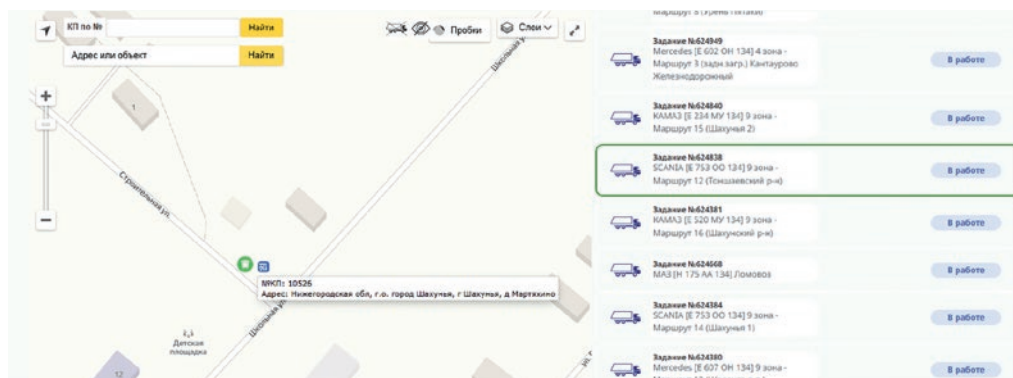 КП по №
Найти
Адрес или объект
Найти
Пробки
Слои
Школьная ул.
1
Строительная ул.
№КП: 10526
Адрес: Нижегородская обл, г.о. город Шахунья, г Шахунья, д Мартяхино
Школьная ул.
Детская
площадка
12
Задание №624949
Mercedes [Е 602 ОН 134] 4 зона -
Маршрут 3 (задн.загр.) Кантаурово
Железнодорожный
В работе
Задание №624840
КАМАЗ [Е 234 МУ 134] 9 зона -
Маршрут 15 (Шахунья 2)
В работе
Задание №624838
SCANIA [Е 753 ОО 134] 9 зона -
Маршрут 12 (Тоншаевский р-н)
В работе
Задание №624381
КАМАЗ [Е 520 МУ 134] 9 зона -
Маршрут 16 (Шахунский р-н)
В работе
Задание №624668
МАЗ [Н 175 АА 134] Ломовоз
В работе
Задание №624384
SCANIA [Е 753 ОО 134] 9 зона -
Маршрут 14 (Шахунья 1)
В работе
Задание №624380
Mercedes [Е 607 ОН 134] 9 зона -
В работе